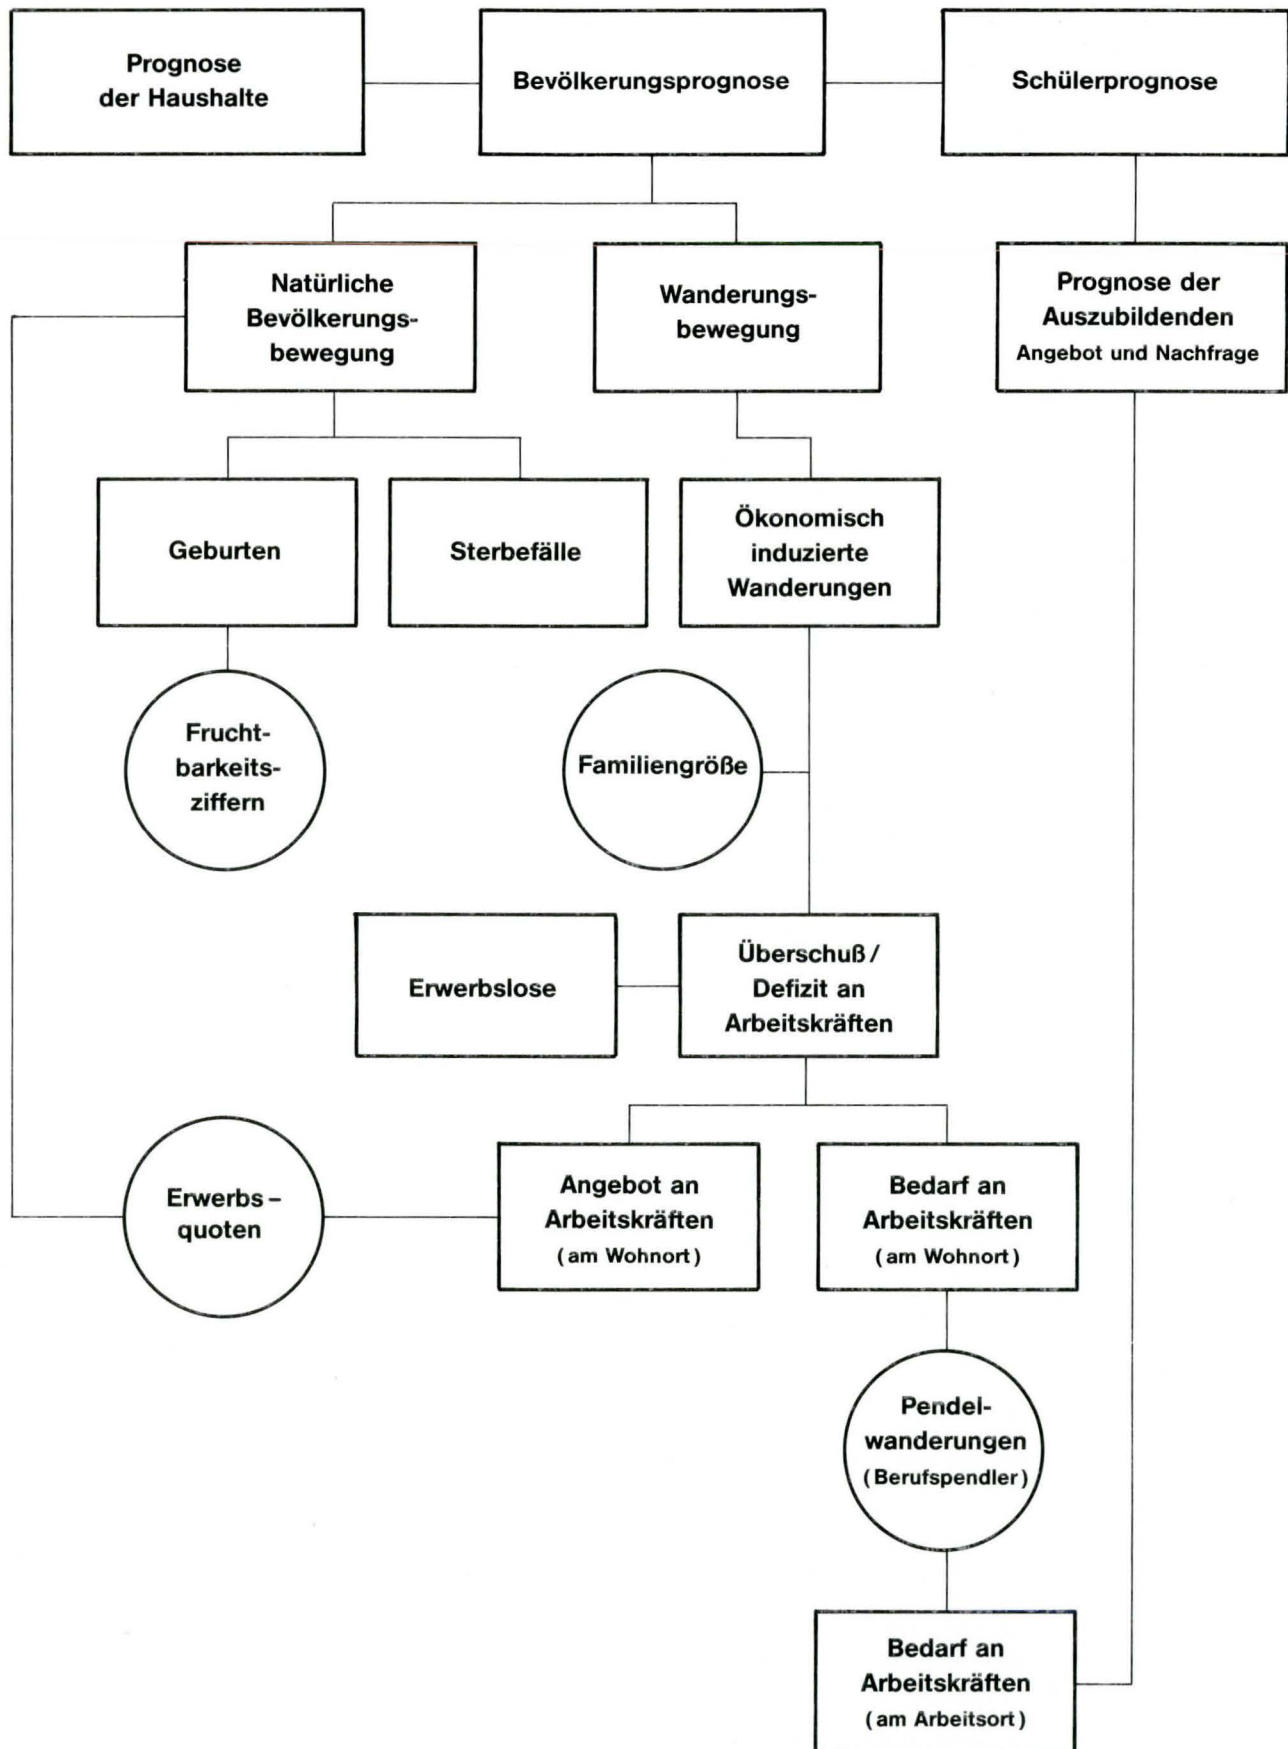 Prognose
der Haushalte
Bevölkerungsprognose
Schülerprognose
Natürliche
Bevölkerungs-
bewegung
Wanderungs-
bewegung
Prognose der
Auszubildenden
Angebot und Nachfrage
Geburten
Sterbefälle
Ökonomisch
induzierte
Wanderungen
Frucht-
barkeits-
ziffern
Familiengröße
Erwerbslose
Überschuß /
Defizit an
Arbeitskräften
Erwerbs –
quoten
Angebot an
Arbeitskräften
( am Wohnort )
Bedarf an
Arbeitskräften
( am Wohnort )
Pendel-
wanderungen
( Berufspendler )
Bedarf an
Arbeitskräften
( am Arbeitsort )